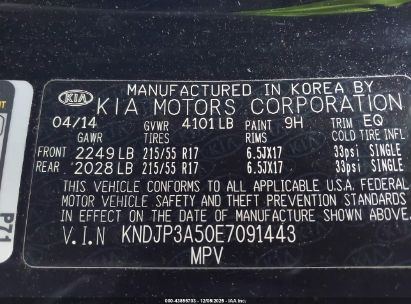 MANUFACTURED IN KOREA BY
KIA KIA MOTORS CORPORATION
04/14 GVWR 4101 LB PAINT 9H TRIM EQ
GAWR TIRES RIMS COLD TIRE INFL
FRONT 2249 LB 215/55 R17 6.5JX17 33psi SINGLE
REAR 2028 LB 215/55 R17 6.5JX17 33psi SINGLE
THIS VEHICLE CONFORMS TO ALL APPLICABLE U.S.A. FEDERAL
MOTOR VEHICLE SAFETY AND THEFT PREVENTION STANDARDS
IN EFFECT ON THE DATE OF MANUFACTURE SHOWN ABOVE.
V.I.N KNDJP3A50E7091443
MPV
P71